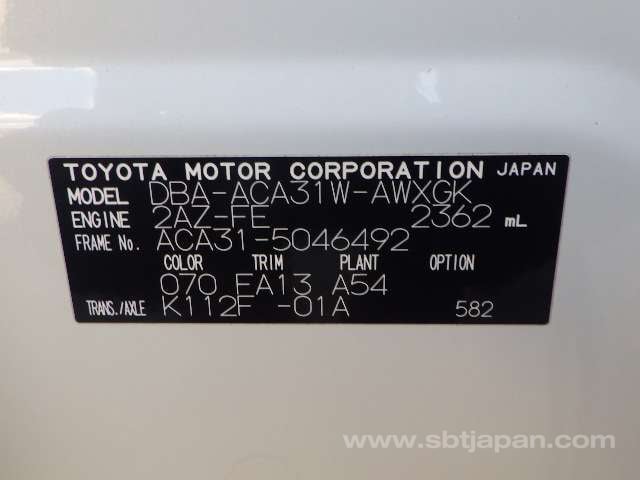 TOYOTA MOTOR CORPORATION JAPAN
MODEL DBA-ACA31W-AWXGK
ENGINE 2AZ-FE 2362 mL
FRAME No. ACA31-5046492
COLOR TRIM PLANT OPTION
070 FA13 A54
TRANS./AXLE K112F -01A 582
www.sbtjapan.com